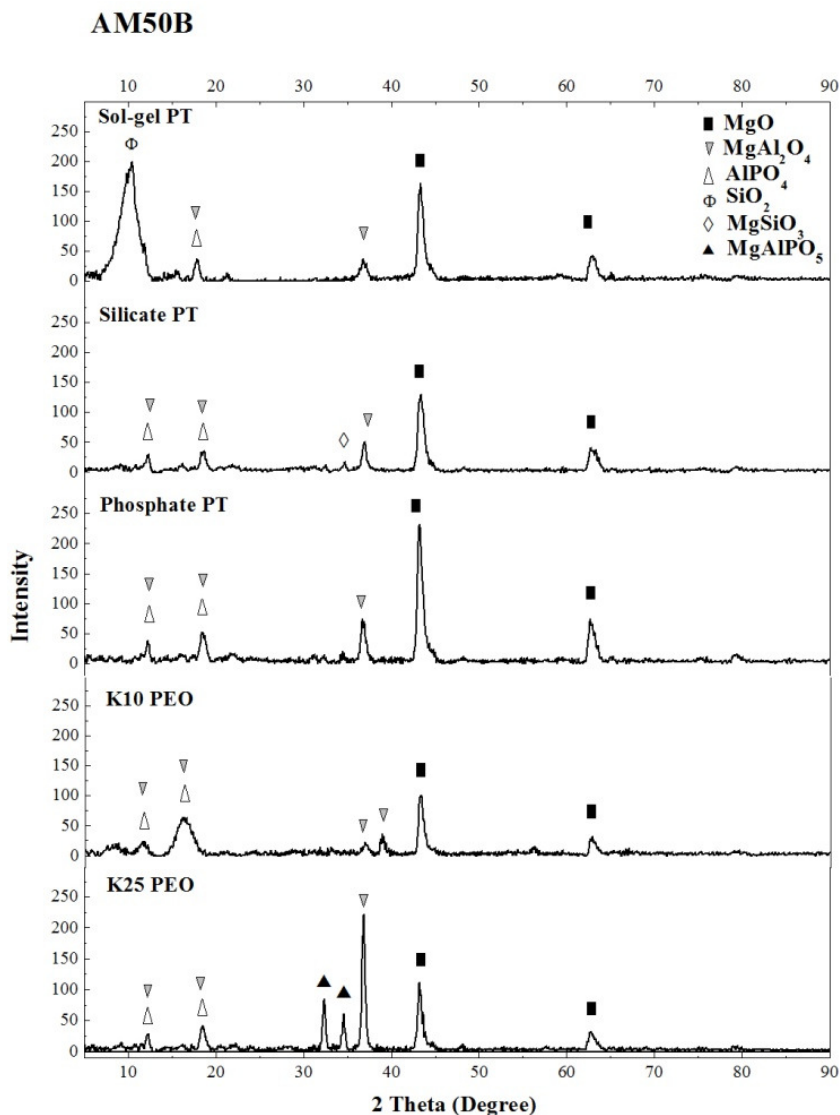 AM50B
10 20 30 40 50 60 70 80 90
Sol-gel PT
Φ
250
200
150
100
50
0
MgO
MgAl₂O₄
AlPO₄
Φ SiO₂
MgSiO₃
MgAlPO₅
Silicate PT
250
200
150
100
50
0
Phosphate PT
250
200
150
100
50
0
Intensity
K10 PEO
250
200
150
100
50
0
K25 PEO
250
200
150
100
50
0
10 20 30 40 50 60 70 80 90
2 Theta (Degree)